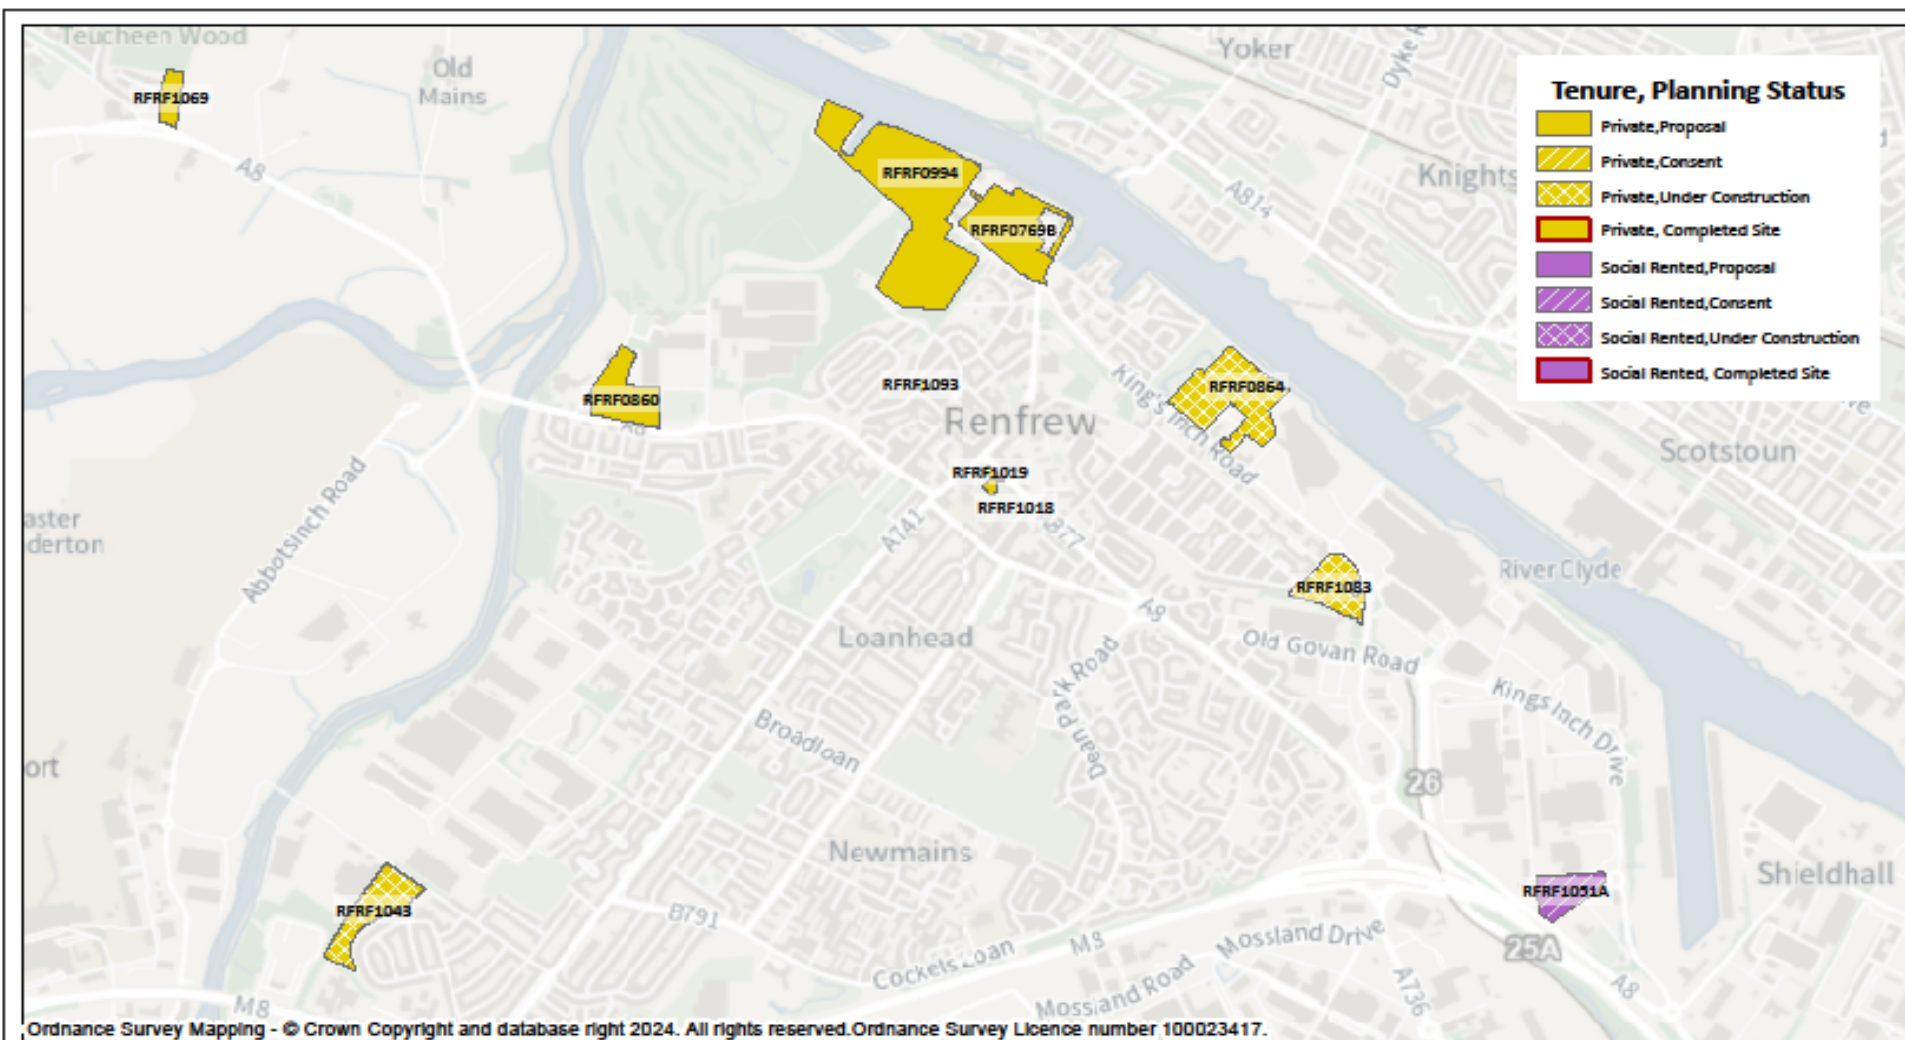 Teucheen Wood
Old
Mains
Yoker
RFRF1069
A8
RFRF0994
RFRF0769B
A814
Knights
Tenure, Planning Status
Private,Proposal
Private,Consent
Private,Under Construction
Private, Completed Site
Social Rented,Proposal
Social Rented,Consent
Social Rented,Under Construction
Social Rented, Completed Site
RFRF0860
A8
RFRF1093
Renfrew
King's Inch Road
RFRF0864
Scotstoun
RFRF1019
RFRF1018
Abbotsinch Road
aster
derton
A741
B877
RFRF1083
River Clyde
A8
Loanhead
Dean Park Road
Old Govan Road
Kings Inch Drive
Broadloan
ort
26
Newmains
Shieldhall
RFRF1043
B791
RFRF1051A
25A
Cockels Loan
M8
Mossland Drive
Mossland Road
A736
A8
M8
Ordnance Survey Mapping - © Crown Copyright and database right 2024. All rights reserved.Ordnance Survey Licence number 100023417.